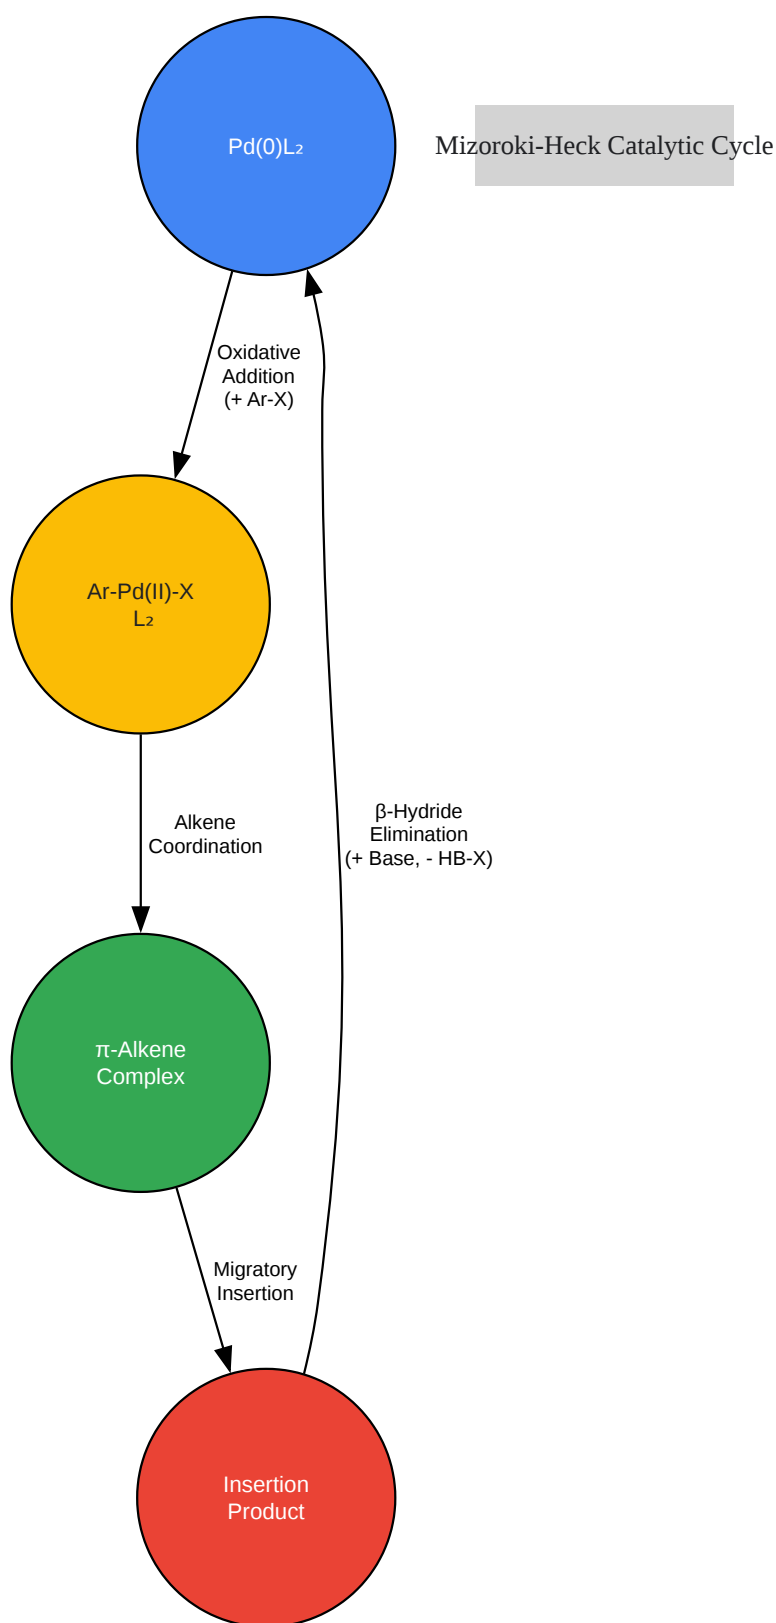 Pd(0)L₂
Mizoroki-Heck Catalytic Cycle
Oxidative
Addition
(+ Ar-X)
Ar-Pd(II)-X
L₂
Alkene
Coordination
β-Hydride
Elimination
(+ Base, - HB-X)
π-Alkene
Complex
Migratory
Insertion
Insertion
Product